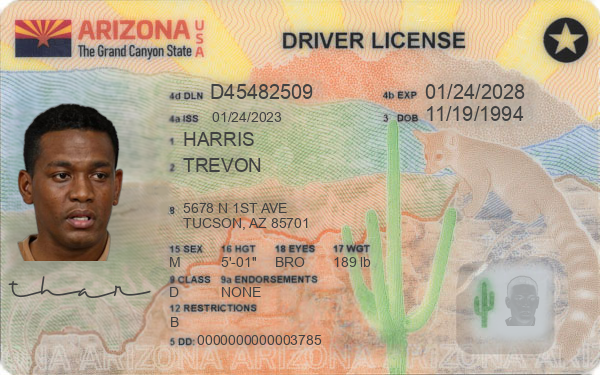 ARIZONA USA
The Grand Canyon State
DRIVER LICENSE
4d DLN D45482509 4b EXP 01/24/2028
4a ISS 01/24/2023 3 DOB 11/19/1994
1 HARRIS
2 TREVON
8 5678 N 1ST AVE
TUCSON, AZ 85701
15 SEX 16 HGT 18 EYES 17 WGT
M 5'-01" BRO 189 lb
9 CLASS 9a ENDORSEMENTS
D NONE
12 RESTRICTIONS
B
thar
5 DD: 0000000000003785
ARIZONA ARIZONA ARIZONA ARIZONA